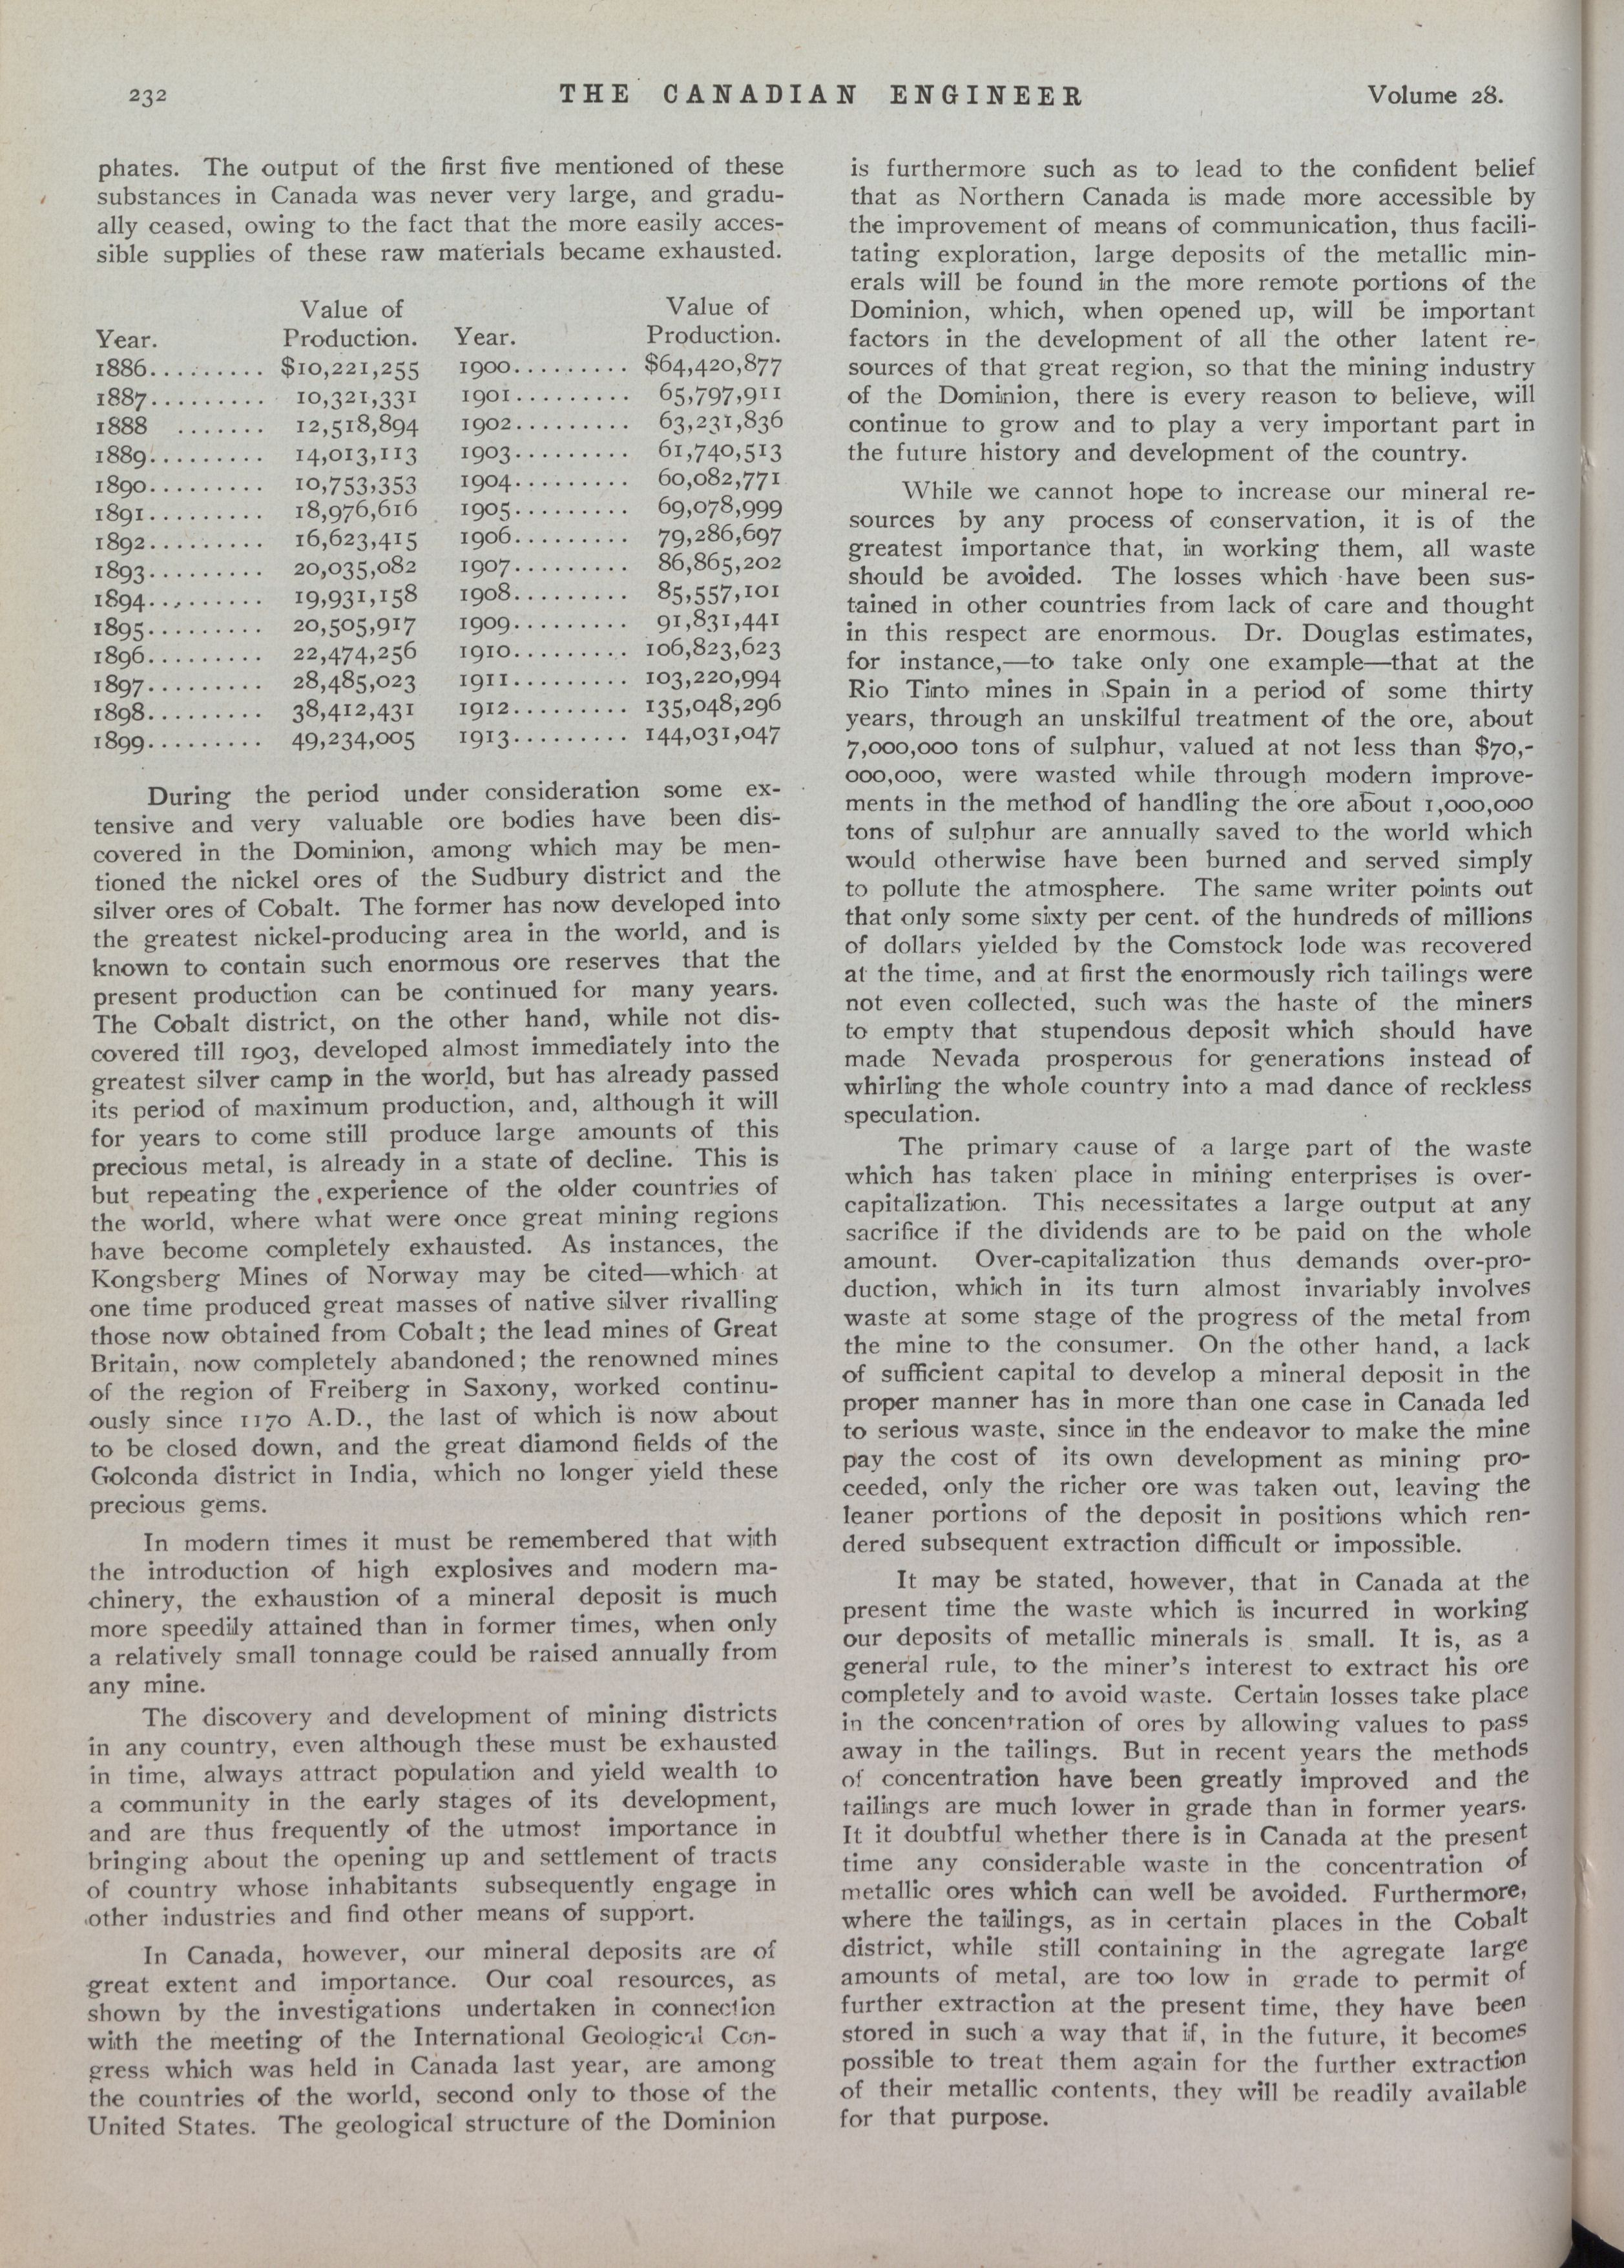 232
THE CANADIAN ENGINEER
Volume 28.
phates. The output of the first five mentioned of these
substances in Canada was never very large, and gradu-
ally ceased, owing to the fact that the more easily acces-
sible supplies of these raw materials became exhausted.
Value of Value of
Year. Production. Year. Production.
1886.......... $10,221,255 1900......... $64,420,877
1887......... 10,321,331 1901......... 65,797,911
1888 ....... 12,518,894 1902......... 63,231,836
1889......... 14,013,113 1903......... 61,740,513
1890......... 10,753,353 1904......... 60,082,771
1891......... 18,976,616 1905......... 69,078,999
1892......... 16,623,415 1906......... 79,286,697
1893......... 20,035,082 1907......... 86,865,202
1894......... 19,931,158 1908......... 85,557,101
1895......... 20,505,917 1909......... 91,831,441
1896......... 22,474,256 1910......... 106,823,623
1897......... 28,485,023 1911......... 103,220,994
1898......... 38,412,431 1912......... 135,048,296
1899......... 49,234,005 1913......... 144,031,047
During the period under consideration some ex-
tensive and very valuable ore bodies have been dis-
covered in the Dominion, among which may be men-
tioned the nickel ores of the Sudbury district and the
silver ores of Cobalt. The former has now developed into
the greatest nickel-producing area in the world, and is
known to contain such enormous ore reserves that the
present production can be continued for many years.
The Cobalt district, on the other hand, while not dis-
covered till 1903, developed almost immediately into the
greatest silver camp in the world, but has already passed
its period of maximum production, and, although it will
for years to come still produce large amounts of this
precious metal, is already in a state of decline. This is
but repeating the experience of the older countries of
the world, where what were once great mining regions
have become completely exhausted. As instances, the
Kongsberg Mines of Norway may be cited—which at
one time produced great masses of native silver rivalling
those now obtained from Cobalt; the lead mines of Great
Britain, now completely abandoned; the renowned mines
of the region of Freiberg in Saxony, worked continu-
ously since 1170 A.D., the last of which is now about
to be closed down, and the great diamond fields of the
Golconda district in India, which no longer yield these
precious gems.
In modern times it must be remembered that with
the introduction of high explosives and modern ma-
chinery, the exhaustion of a mineral deposit is much
more speedily attained than in former times, when only
a relatively small tonnage could be raised annually from
any mine.
The discovery and development of mining districts
in any country, even although these must be exhausted
in time, always attract population and yield wealth to
a community in the early stages of its development,
and are thus frequently of the utmost importance in
bringing about the opening up and settlement of tracts
of country whose inhabitants subsequently engage in
other industries and find other means of support.
In Canada, however, our mineral deposits are of
great extent and importance. Our coal resources, as
shown by the investigations undertaken in connection
with the meeting of the International Geological Con-
gress which was held in Canada last year, are among
the countries of the world, second only to those of the
United States. The geological structure of the Dominion
is furthermore such as to lead to the confident belief
that as Northern Canada is made more accessible by
the improvement of means of communication, thus facili-
tating exploration, large deposits of the metallic min-
erals will be found in the more remote portions of the
Dominion, which, when opened up, will be important
factors in the development of all the other latent re-
sources of that great region, so that the mining industry
of the Dominion, there is every reason to believe, will
continue to grow and to play a very important part in
the future history and development of the country.
While we cannot hope to increase our mineral re-
sources by any process of conservation, it is of the
greatest importance that, in working them, all waste
should be avoided. The losses which have been sus-
tained in other countries from lack of care and thought
in this respect are enormous. Dr. Douglas estimates,
for instance,—to take only one example—that at the
Rio Tinto mines in Spain in a period of some thirty
years, through an unskilful treatment of the ore, about
7,000,000 tons of sulphur, valued at not less than $70,-
000,000, were wasted while through modern improve-
ments in the method of handling the ore about 1,000,000
tons of sulphur are annually saved to the world which
would otherwise have been burned and served simply
to pollute the atmosphere. The same writer points out
that only some sixty per cent. of the hundreds of millions
of dollars yielded by the Comstock lode was recovered
at the time, and at first the enormously rich tailings were
not even collected, such was the haste of the miners
to empty that stupendous deposit which should have
made Nevada prosperous for generations instead of
whirling the whole country into a mad dance of reckless
speculation.
The primary cause of a large part of the waste
which has taken place in mining enterprises is over-
capitalization. This necessitates a large output at any
sacrifice if the dividends are to be paid on the whole
amount. Over-capitalization thus demands over-pro-
duction, which in its turn almost invariably involves
waste at some stage of the progress of the metal from
the mine to the consumer. On the other hand, a lack
of sufficient capital to develop a mineral deposit in the
proper manner has in more than one case in Canada led
to serious waste, since in the endeavor to make the mine
pay the cost of its own development as mining pro-
ceeded, only the richer ore was taken out, leaving the
leaner portions of the deposit in positions which ren-
dered subsequent extraction difficult or impossible.
It may be stated, however, that in Canada at the
present time the waste which is incurred in working
our deposits of metallic minerals is small. It is, as a
general rule, to the miner's interest to extract his ore
completely and to avoid waste. Certain losses take place
in the concentration of ores by allowing values to pass
away in the tailings. But in recent years the methods
of concentration have been greatly improved and the
tailings are much lower in grade than in former years.
It it doubtful whether there is in Canada at the present
time any considerable waste in the concentration of
metallic ores which can well be avoided. Furthermore,
where the tailings, as in certain places in the Cobalt
district, while still containing in the agregate large
amounts of metal, are too low in grade to permit of
further extraction at the present time, they have been
stored in such a way that if, in the future, it becomes
possible to treat them again for the further extraction
of their metallic contents, they will be readily available
for that purpose.